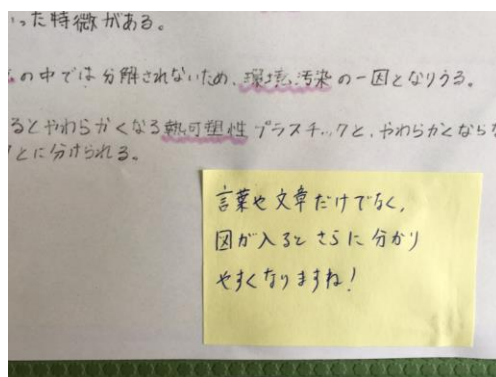 った特徴がある。
の中では分解されないため、環境汚染の一因となりうる。
るとやわらかくなる熱可塑性プラスチックと、やわらかくならな
クとに分けられる。
言葉や文章だけでなく、
図が入るとさらに分かり
やすくなりますね!